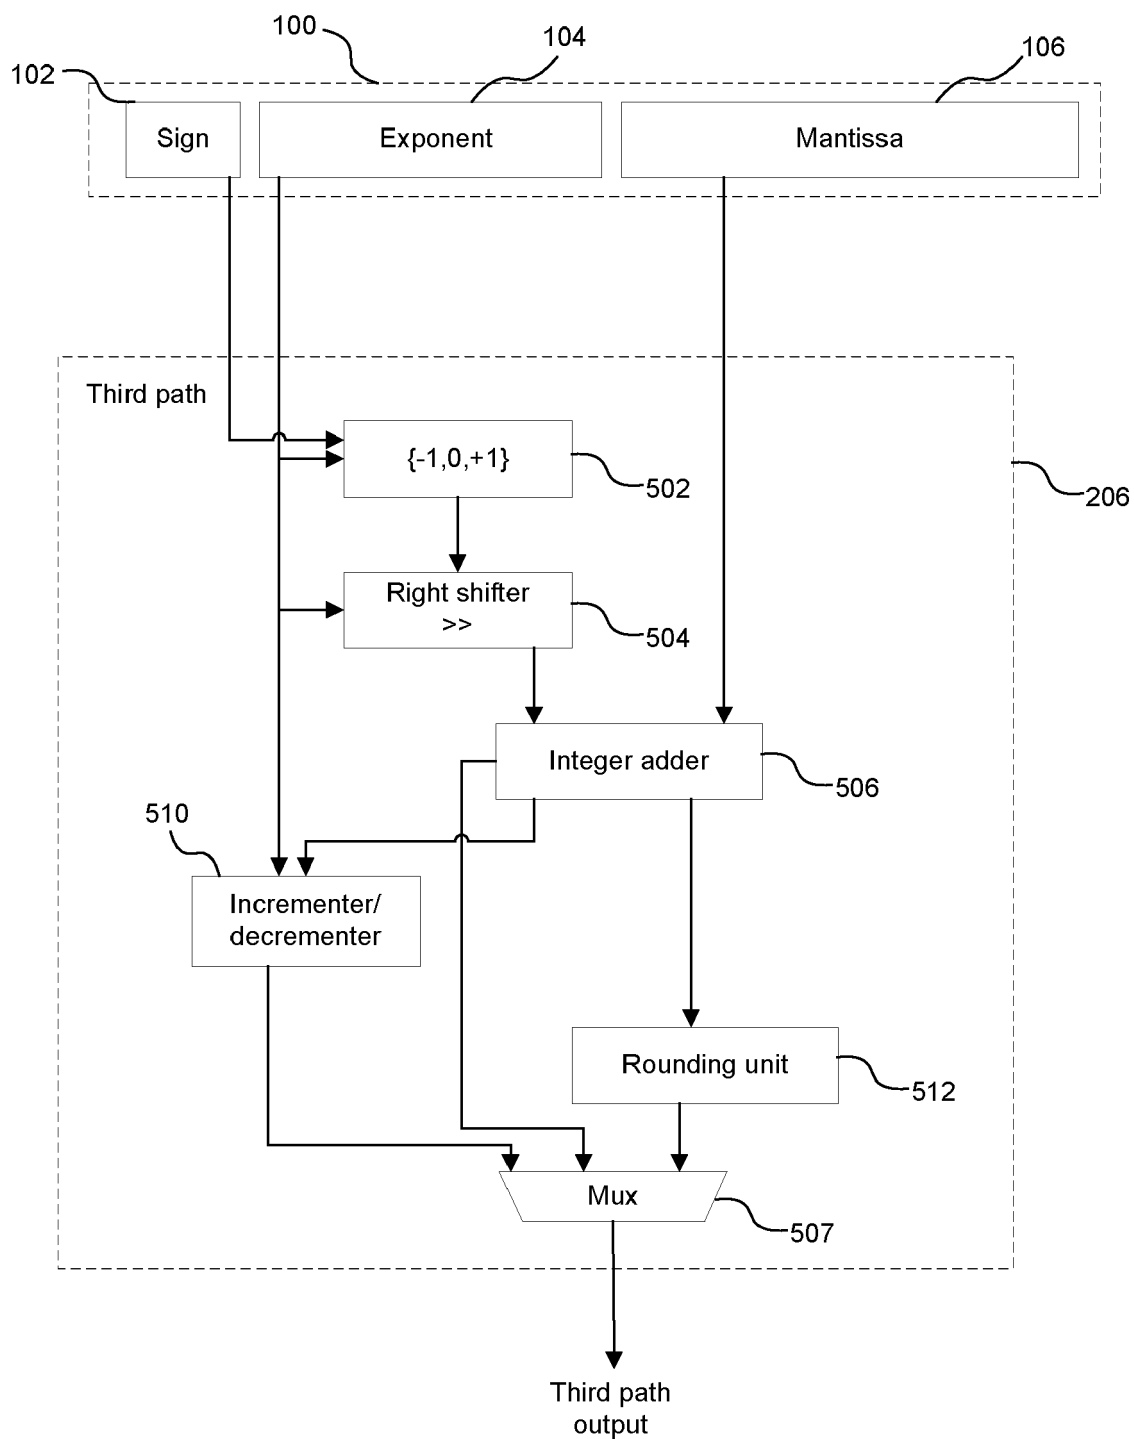 100
104
106
102
Sign
Exponent
Mantissa
Third path
{-1,0,+1}
502
206
Right shifter
>>
504
Integer adder
506
510
Incrementer/
decrementer
Rounding unit
512
Mux
507
Third path
output